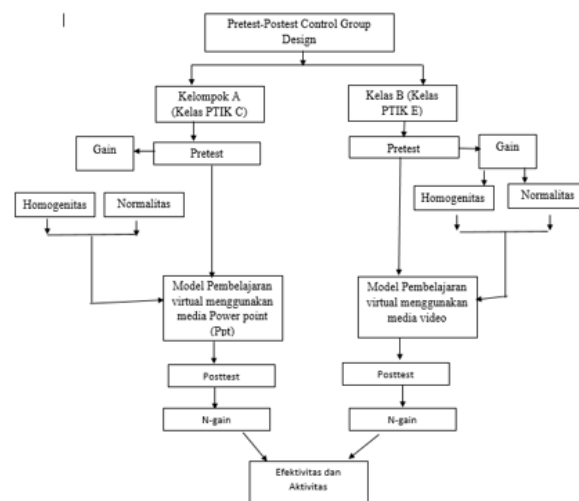 Pretest-Postest Control Group
Design
Kelompok A
(Kelas PTIK C)
Kelas B (Kelas
PTIK E)
Gain
Pretest
Pretest
Gain
Homogenitas
Normalitas
Homogenitas
Normalitas
Model Pembelajaran
virtual menggunakan
media Power point
(Ppt)
Model Pembelajaran
virtual menggunakan
media video
Posttest
Posttest
N-gain
N-gain
Efektivitas dan
Aktivitas